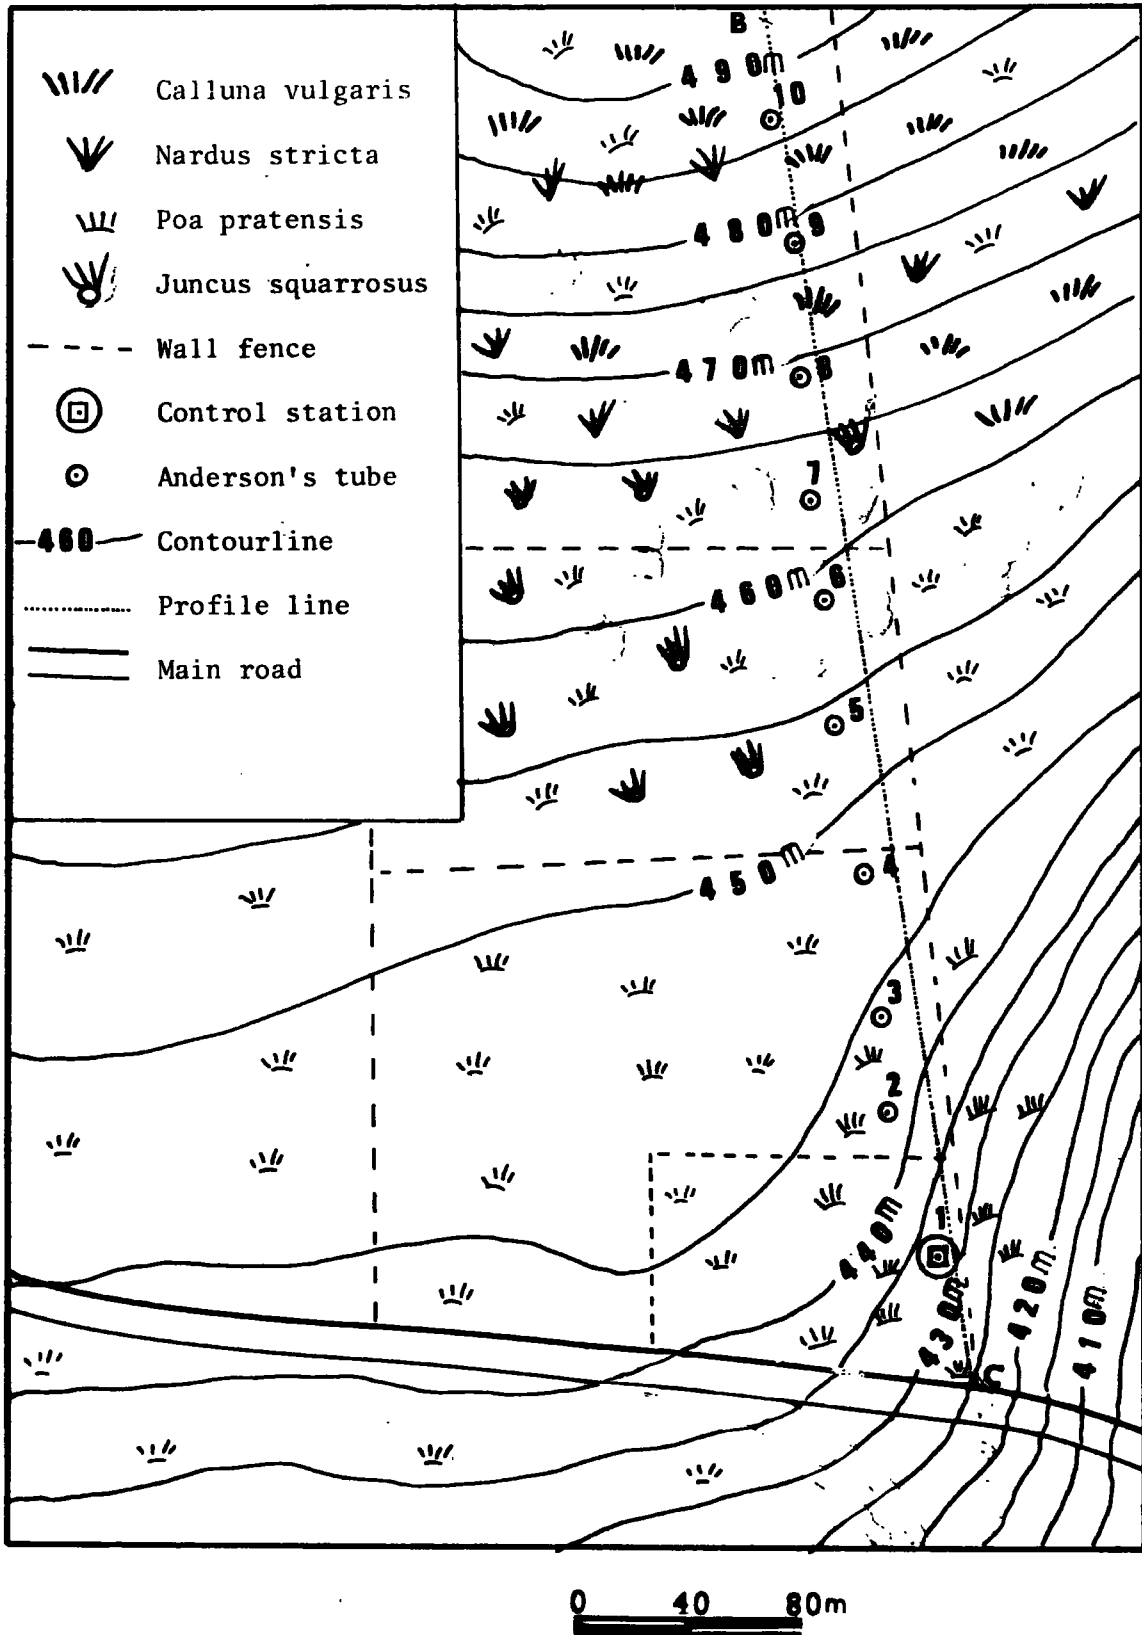 Calluna vulgaris
Nardus stricta
Poa pratensis
Juncus squarrosus
Wall fence
Control station
Anderson's tube
460 Contourline
Profile line
Main road
B
490m
10
480m 9
470m 8
7
460m 6
5
450m 4
3
2
1
440m
430m
420m
410m
C
0 40 80m